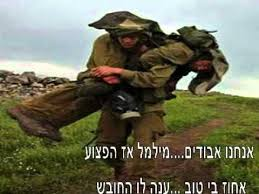 אנחנו אבודים....מילמל אז הפצוע
אחוז בי טוב ...ענה לו החובש